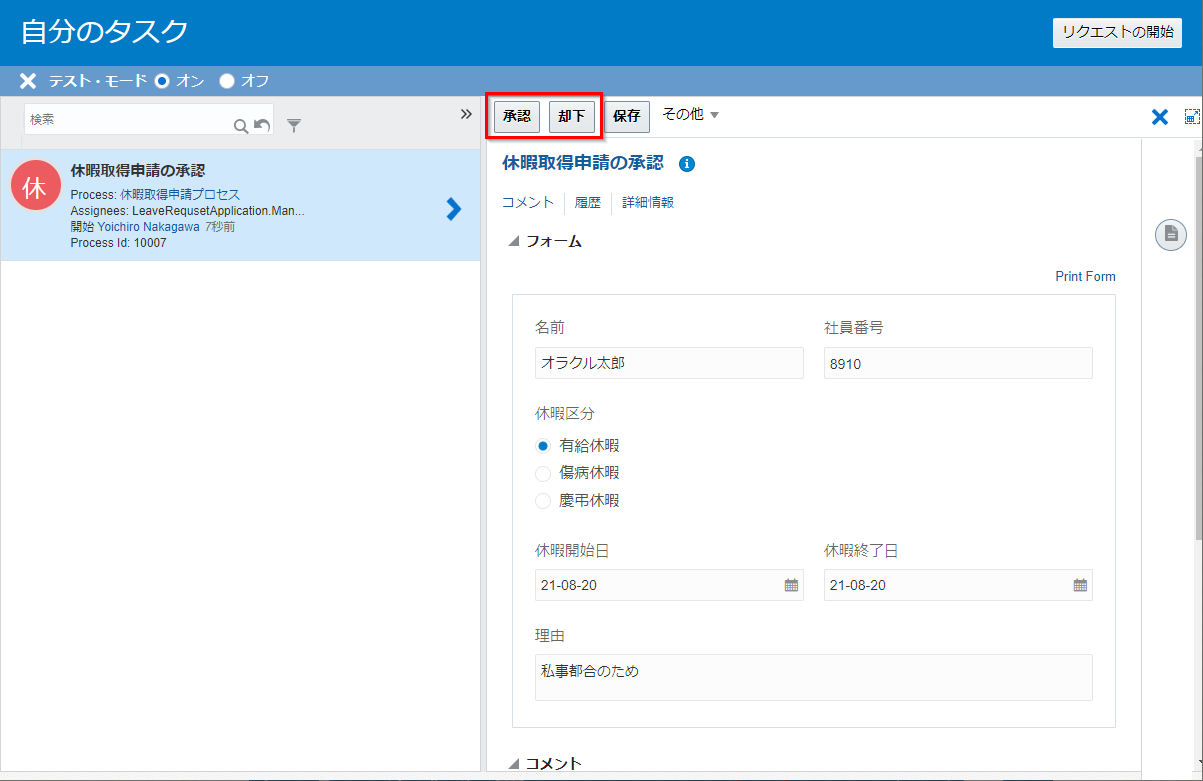 自分のタスク
リクエストの開始
テスト・モード オン オフ
検索
承認 却下 保存 その他
休
休暇取得申請の承認
Process: 休暇取得申請プロセス
Assignees: LeaveRequsetApplication.Man...
開始 Yoichiro Nakagawa 7秒前
Process Id: 10007
休暇取得申請の承認
コメント 履歴 詳細情報
フォーム
Print Form
名前 社員番号
オラクル太郎 8910
休暇区分
有給休暇
傷病休暇
慶弔休暇
休暇開始日 休暇終了日
21-08-20 21-08-20
理由
私事都合のため
コメント